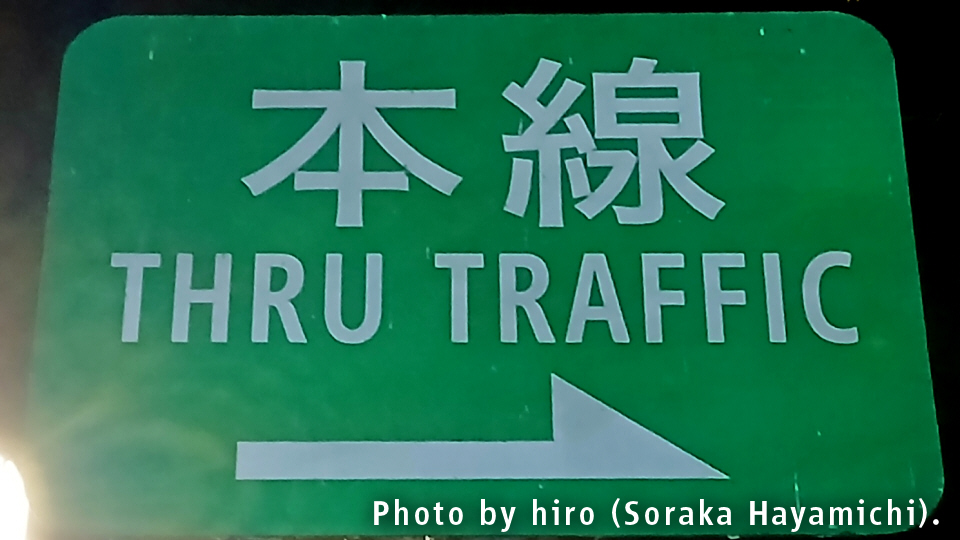 本線
THRU TRAFFIC
Photo by hiro (Soraka Hayamichi).